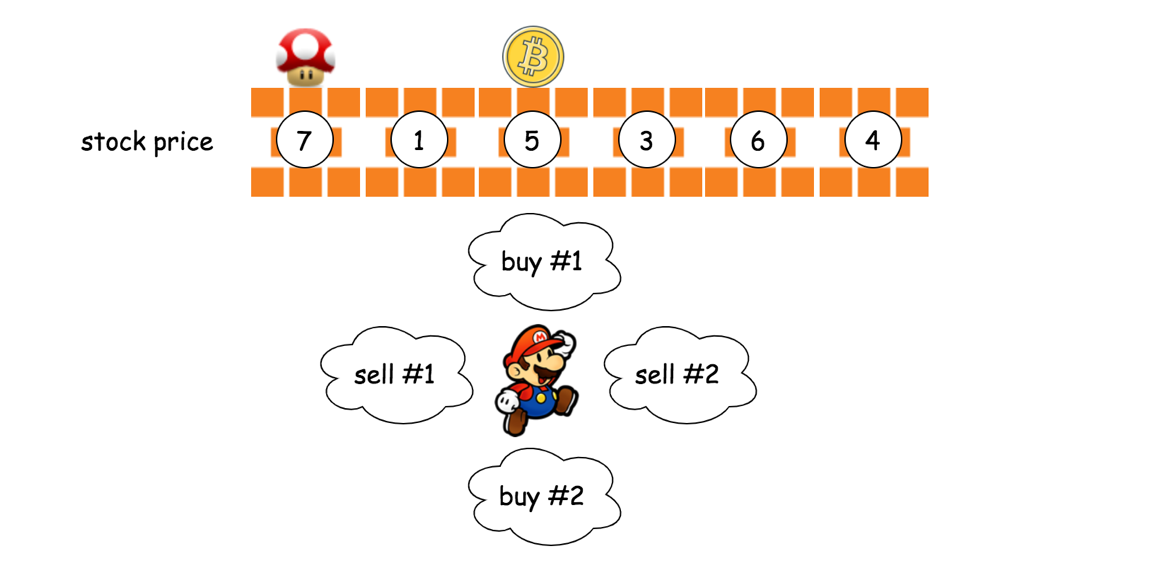 stock price 7 1 5 3 6 4
buy #1
sell #1 sell #2
buy #2